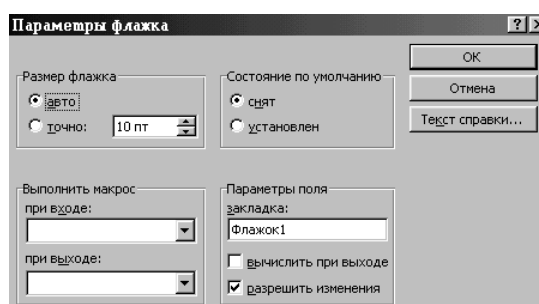 Параметры флажка
ОК
Отмена
Текст справки...
Размер флажка
авто
точно: 10 пт
Состояние по умолчанию
снят
установлен
Выполнить макрос
при входе:
при выходе:
Параметры поля
закладка:
Флажок1
вычислить при выходе
разрешить изменения